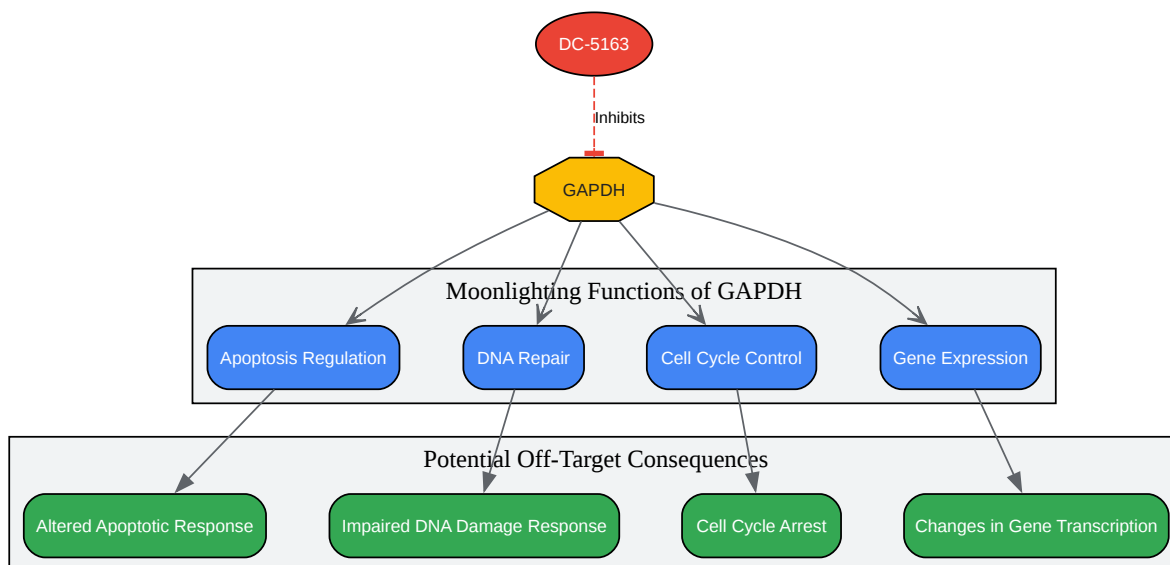 DC-5163
Inhibits
GAPDH
Moonlighting Functions of GAPDH
Apoptosis Regulation
DNA Repair
Cell Cycle Control
Gene Expression
Potential Off-Target Consequences
Altered Apoptotic Response
Impaired DNA Damage Response
Cell Cycle Arrest
Changes in Gene Transcription